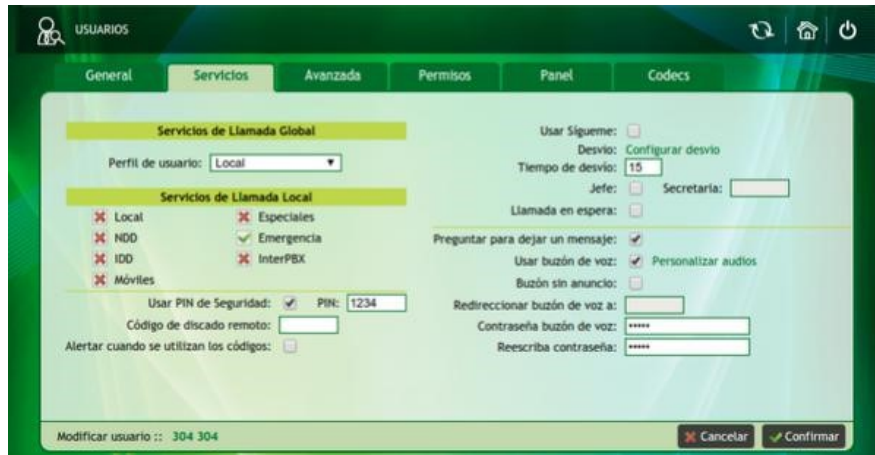 USUARIOS
General Servicios Avanzada Permisos Panel Codecs
Servicios de Llamada Global
Perfil de usuario: Local
Servicios de Llamada Local
Local Especiales
NDD Emergencia
IDD InterPBX
Móviles
Usar PIN de Seguridad: PIN: 1234
Código de discado remoto:
Alertar cuando se utilizan los códigos:
Usar Sígueme:
Desvio: Configurar desvio
Tiempo de desvío: 15
Jefe: Secretaria:
Llamada en espera:
Preguntar para dejar un mensaje:
Usar buzón de voz: Personalizar audios
Buzón sin anuncio:
Redireccionar buzón de voz a:
Contraseña buzón de voz: •••••
Reescriba contraseña: •••••
Modificar usuario :: 304 304
Cancelar Confirmar